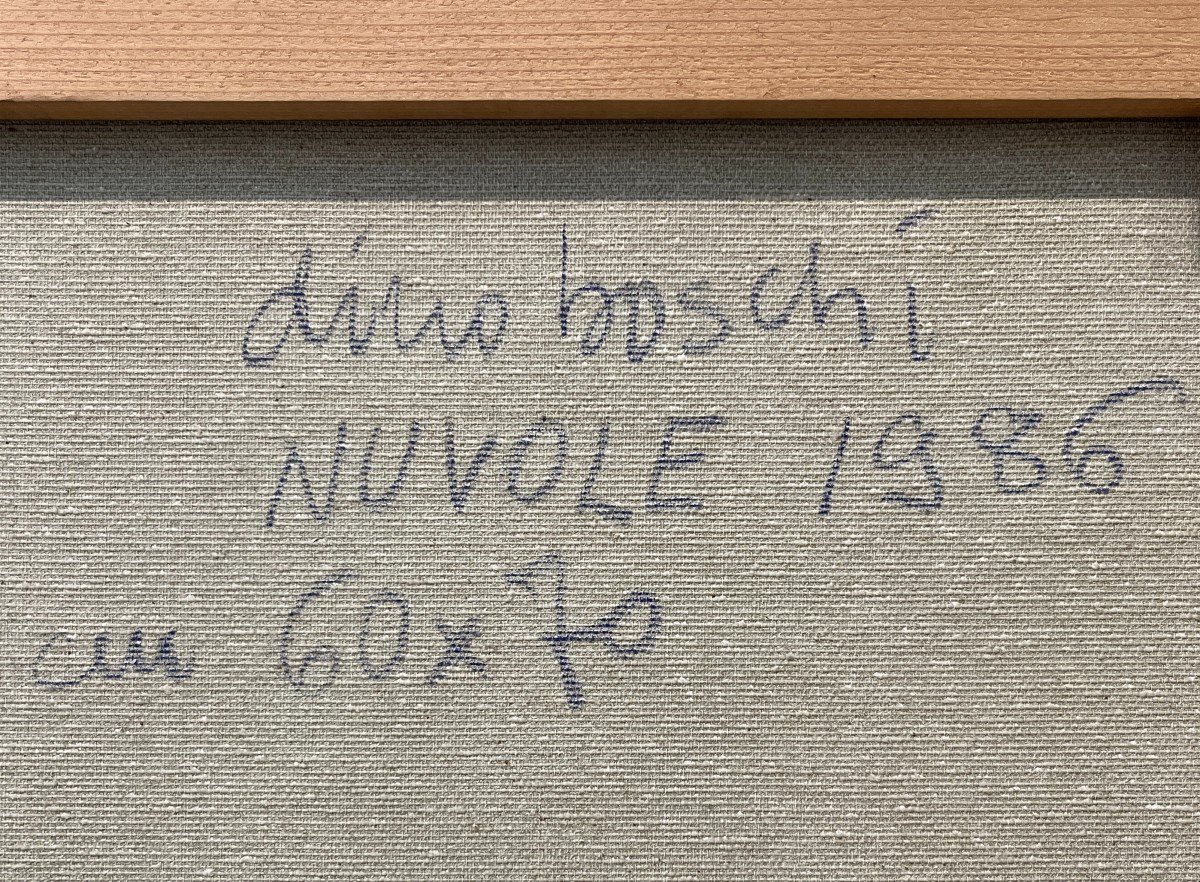 dino boschi
NUVOLE 1986
cm 60x70